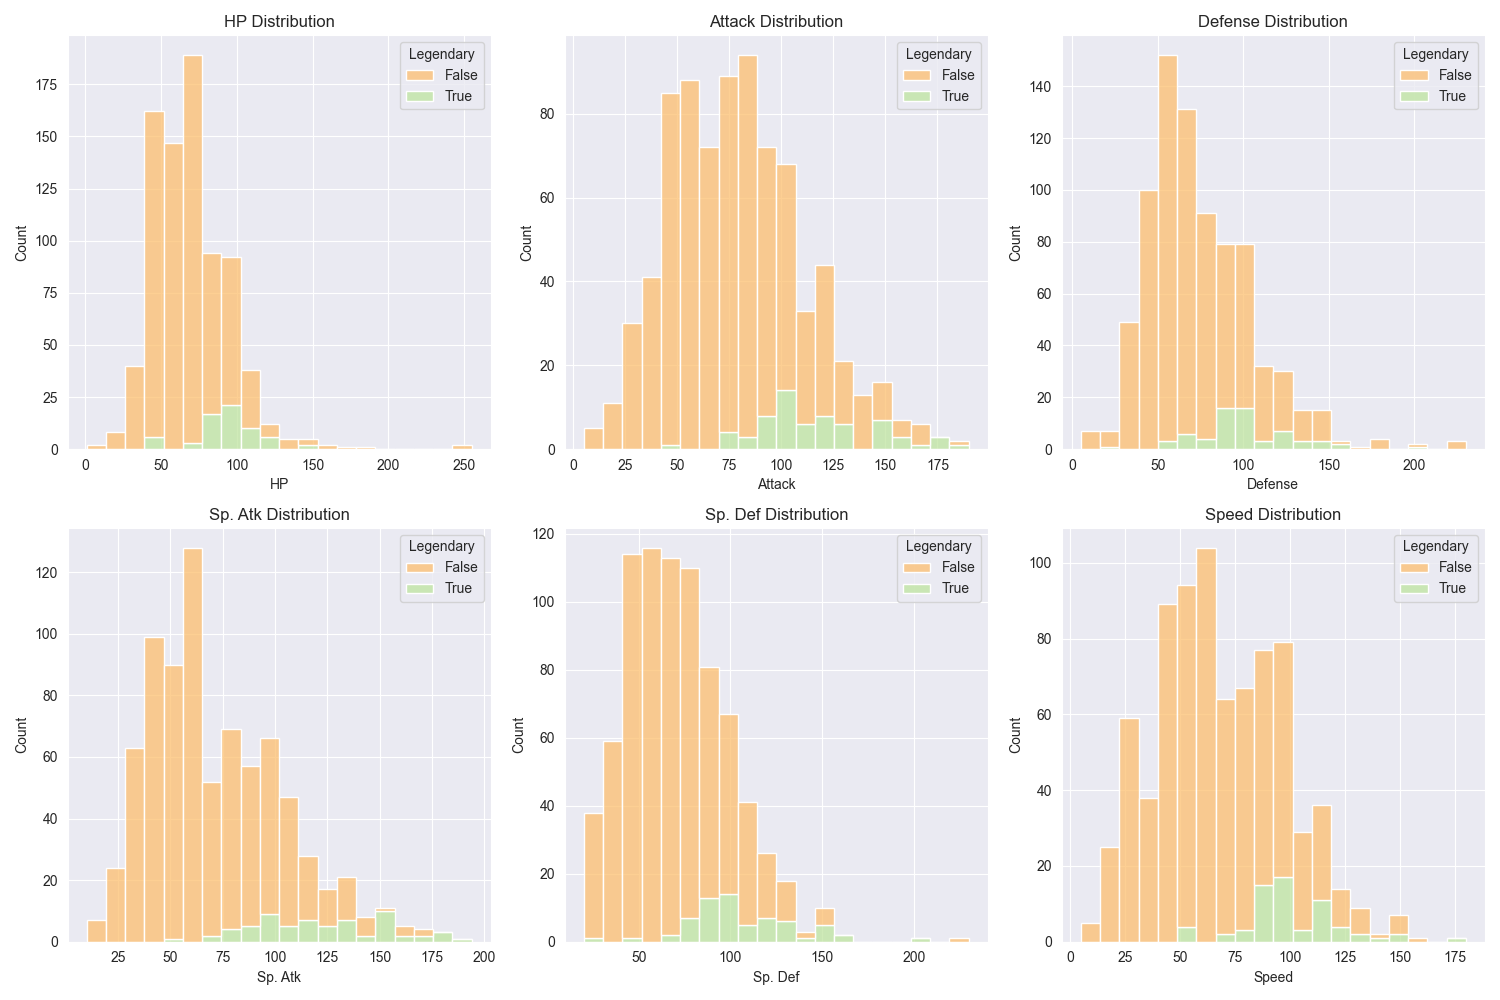 HP Distribution
Legendary
False
True
175
150
125
100
75
50
25
0
Count
0 50 100 150 200 250
HP
Attack Distribution
Legendary
False
True
80
60
40
20
0
Count
0 25 50 75 100 125 150 175
Attack
Defense Distribution
Legendary
False
True
140
120
100
80
60
40
20
0
Count
0 50 100 150 200
Defense
Sp. Atk Distribution
Legendary
False
True
120
100
80
60
40
20
0
Count
25 50 75 100 125 150 175 200
Sp. Atk
Sp. Def Distribution
Legendary
False
True
120
100
80
60
40
20
0
Count
50 100 150 200
Sp. Def
Speed Distribution
Legendary
False
True
100
80
60
40
20
0
Count
0 25 50 75 100 125 150 175
Speed